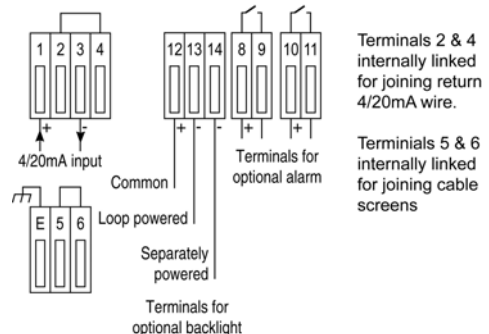 1 2 3 4
12 13 14
8 9
10 11
+ -
4/20mA input
+ - -
+
+
Terminals for
optional alarm
Common
Loop powered
Separately
powered
E 5 6
Terminals for
optional backlight
Terminals 2 & 4
internally linked
for joining return
4/20mA wire.
Terminials 5 & 6
internally linked
for joining cable
screens